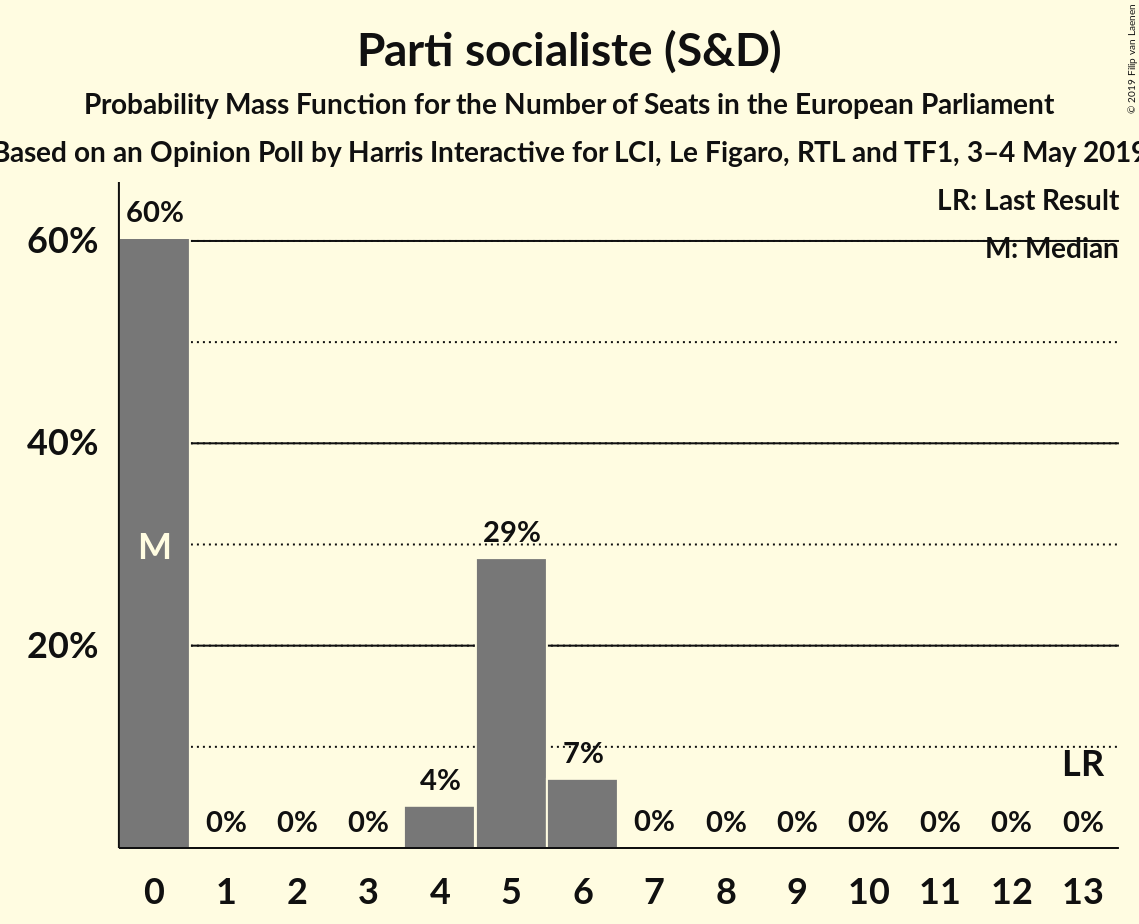 Parti socialiste (S&D)
Probability Mass Function for the Number of Seats in the European Parliament
Based on an Opinion Poll by Harris Interactive for LCI, Le Figaro, RTL and TF1, 3–4 May 2019
© 2019 Filip van Laenen
LR: Last Result
M: Median
60%
40%
20%
60%
M
0%
0%
0%
4%
29%
7%
0%
0%
0%
0%
0%
0%
LR
0%
0 1 2 3 4 5 6 7 8 9 10 11 12 13